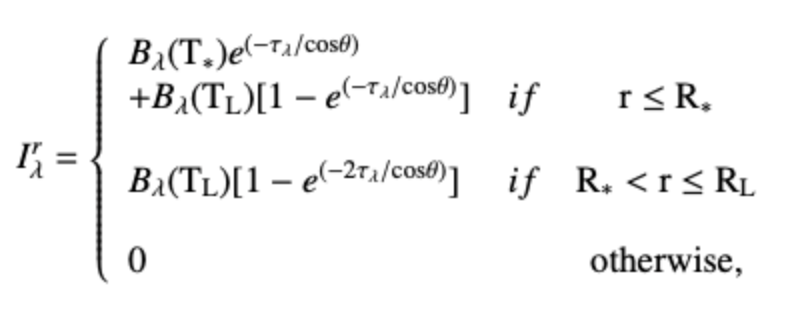 B_λ(T_*)e^{(−τ_λ/cosθ)}
+B_λ(T_L)[1 − e^{(−τ_λ/cosθ)}] if r ≤ R_*
I_λ^r = {
B_λ(T_L)[1 − e^{(−2τ_λ/cosθ)}] if R_* < r ≤ R_L
0 otherwise,